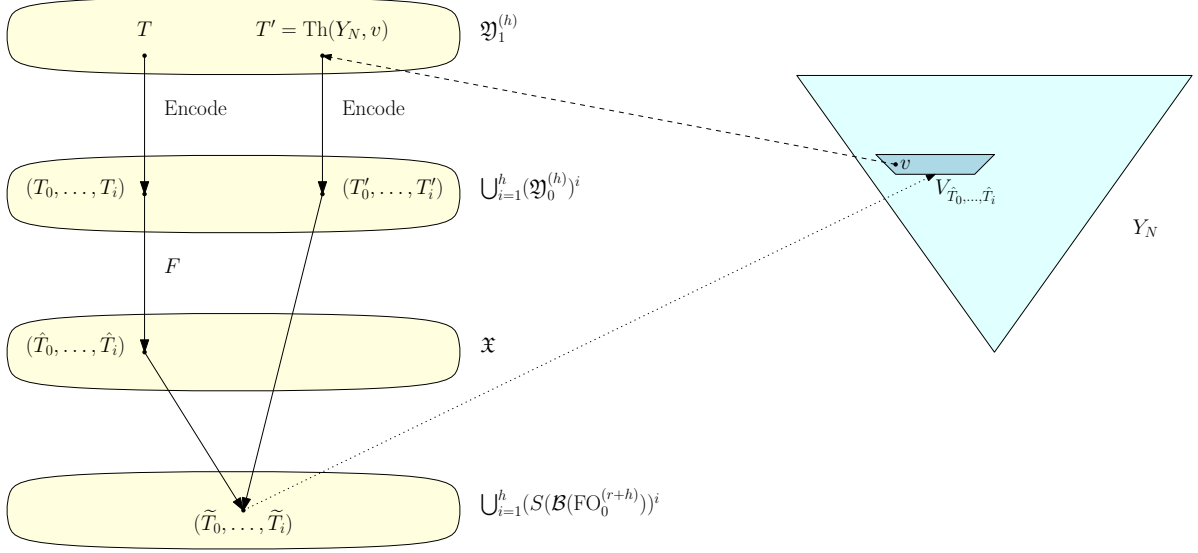 T T′ = Th(Y_N, v) 𝔜_1^{(h)}
Encode Encode
v
(T_0, …, T_i) (T′_0, …, T′_i) ⋃_{i=1}^{h}(𝔜_0^{(h)})^i
V_{T̂_0,…,T̂_i}
Y_N
F
(T̂_0, …, T̂_i) 𝔛
⋃_{i=1}^{h}(S(𝓑(FO_0^{(r+h)}))^i
(T̃_0, …, T̃_i)